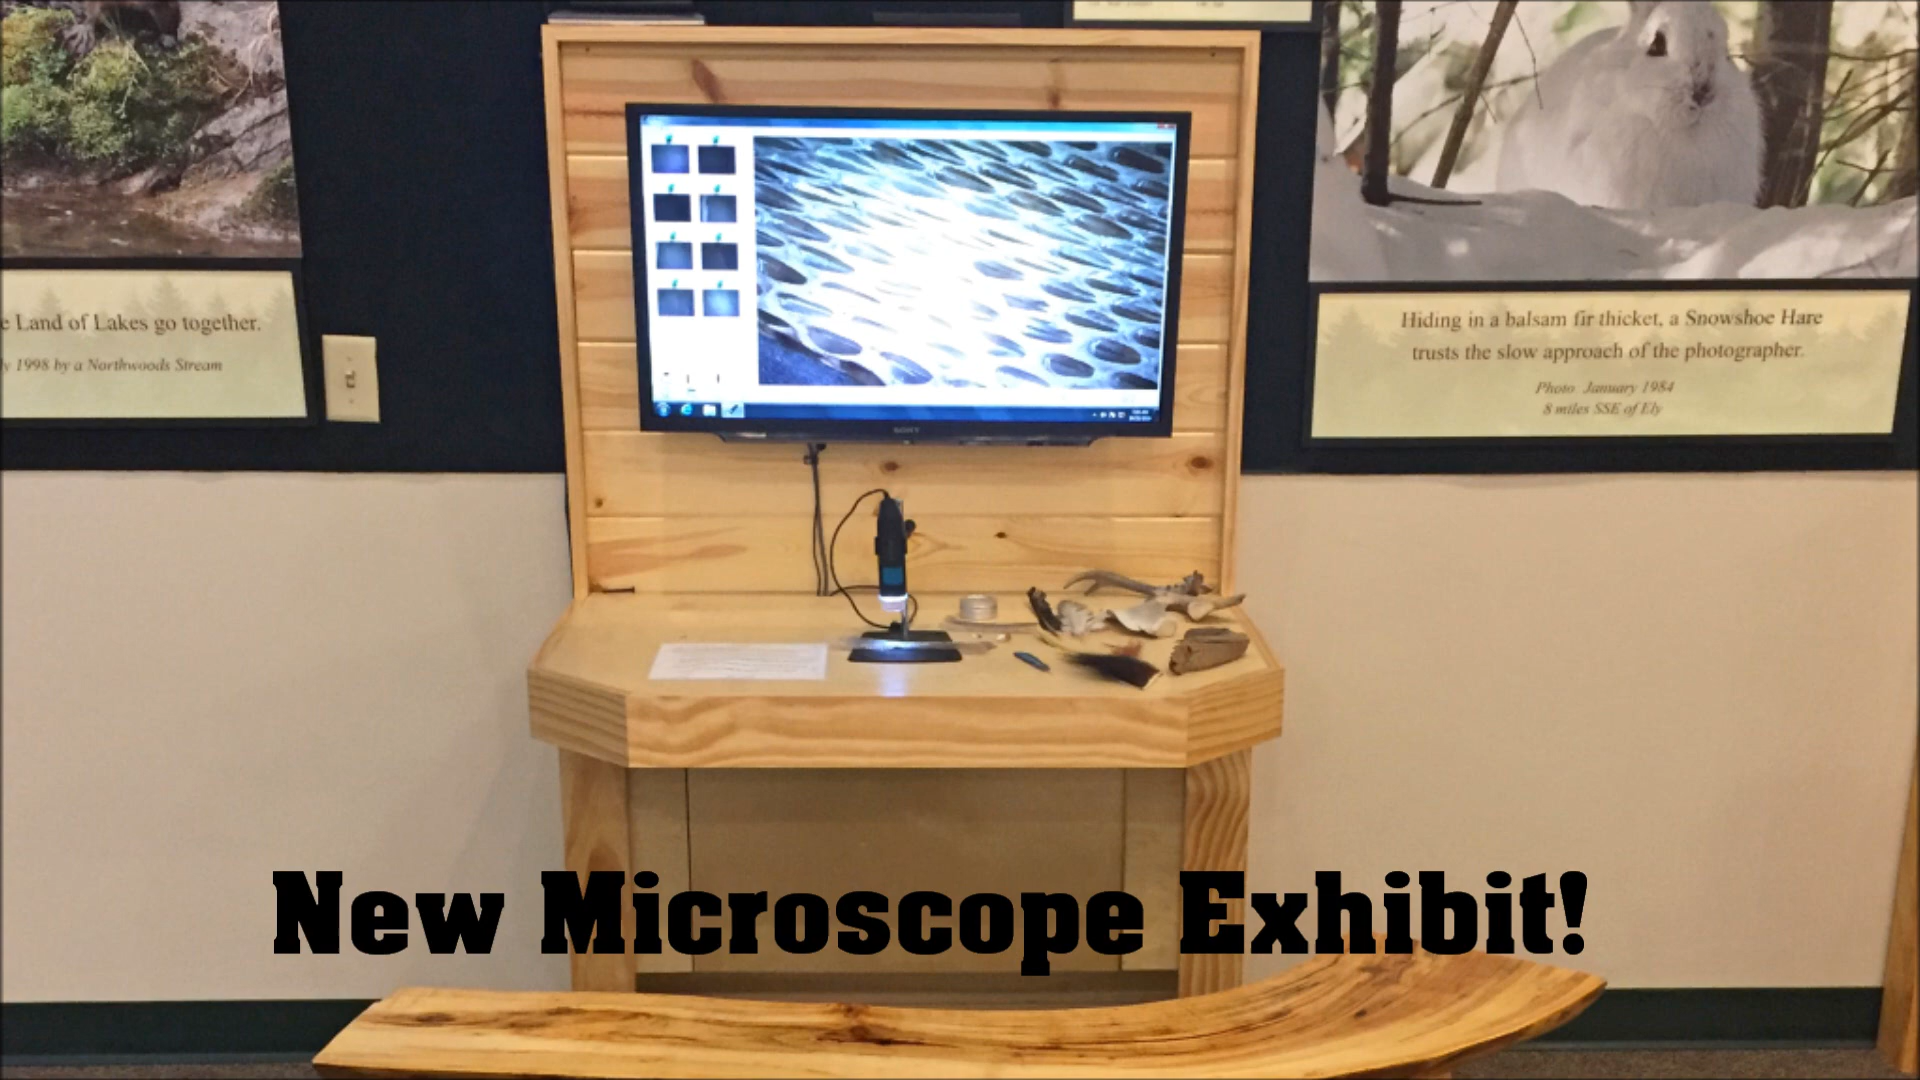 e Land of Lakes go together.
y 1998 by a Northwoods Stream
SONY
Hiding in a balsam fir thicket, a Snowshoe Hare
trusts the slow approach of the photographer.
Photo January 1984
8 miles SSE of Ely
New Microscope Exhibit!